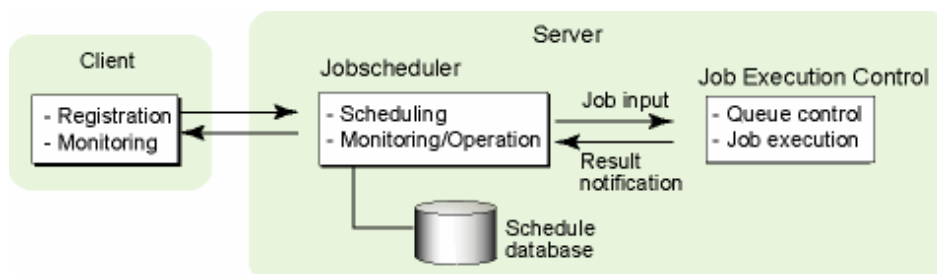 Server
Client
Jobscheduler
Job Execution Control
- Registration
- Monitoring
- Scheduling
- Monitoring/Operation
Job input
Result
notification
- Queue control
- Job execution
Schedule
database